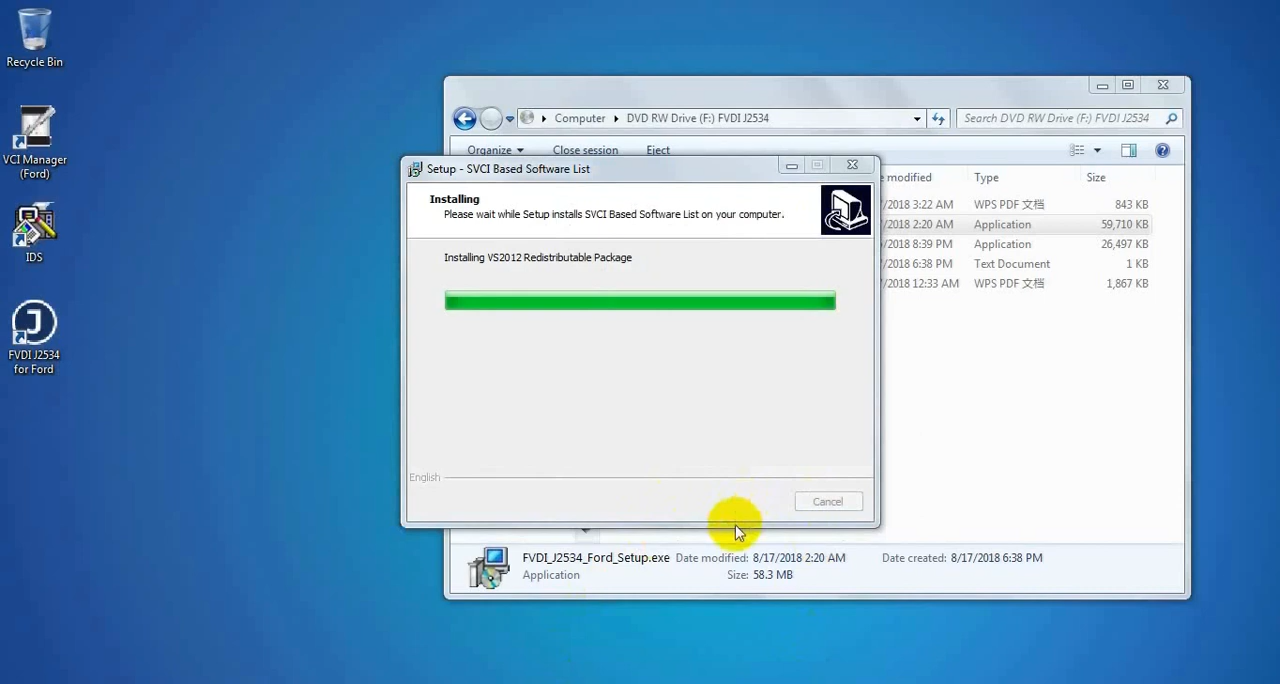 Recycle Bin
VCI Manager
(Ford)
IDS
FVDI J2534
for Ford
Computer
DVD RW Drive (F:) FVDI J2534
Search DVD RW Drive (F:) FVDI J2534
Organize
Close session
Eject
modified
Type
Size
/2018 3:22 AM
WPS PDF 文档
843 KB
/2018 2:20 AM
Application
59,710 KB
/2018 8:39 PM
Application
26,497 KB
/2018 6:38 PM
Text Document
1 KB
/2018 12:33 AM
WPS PDF 文档
1,867 KB
Setup - SVCI Based Software List
Installing
Please wait while Setup installs SVCI Based Software List on your computer.
Installing VS2012 Redistributable Package
English
Cancel
FVDI_J2534_Ford_Setup.exe
Date modified: 8/17/2018 2:20 AM
Date created: 8/17/2018 6:38 PM
Application
Size: 58.3 MB